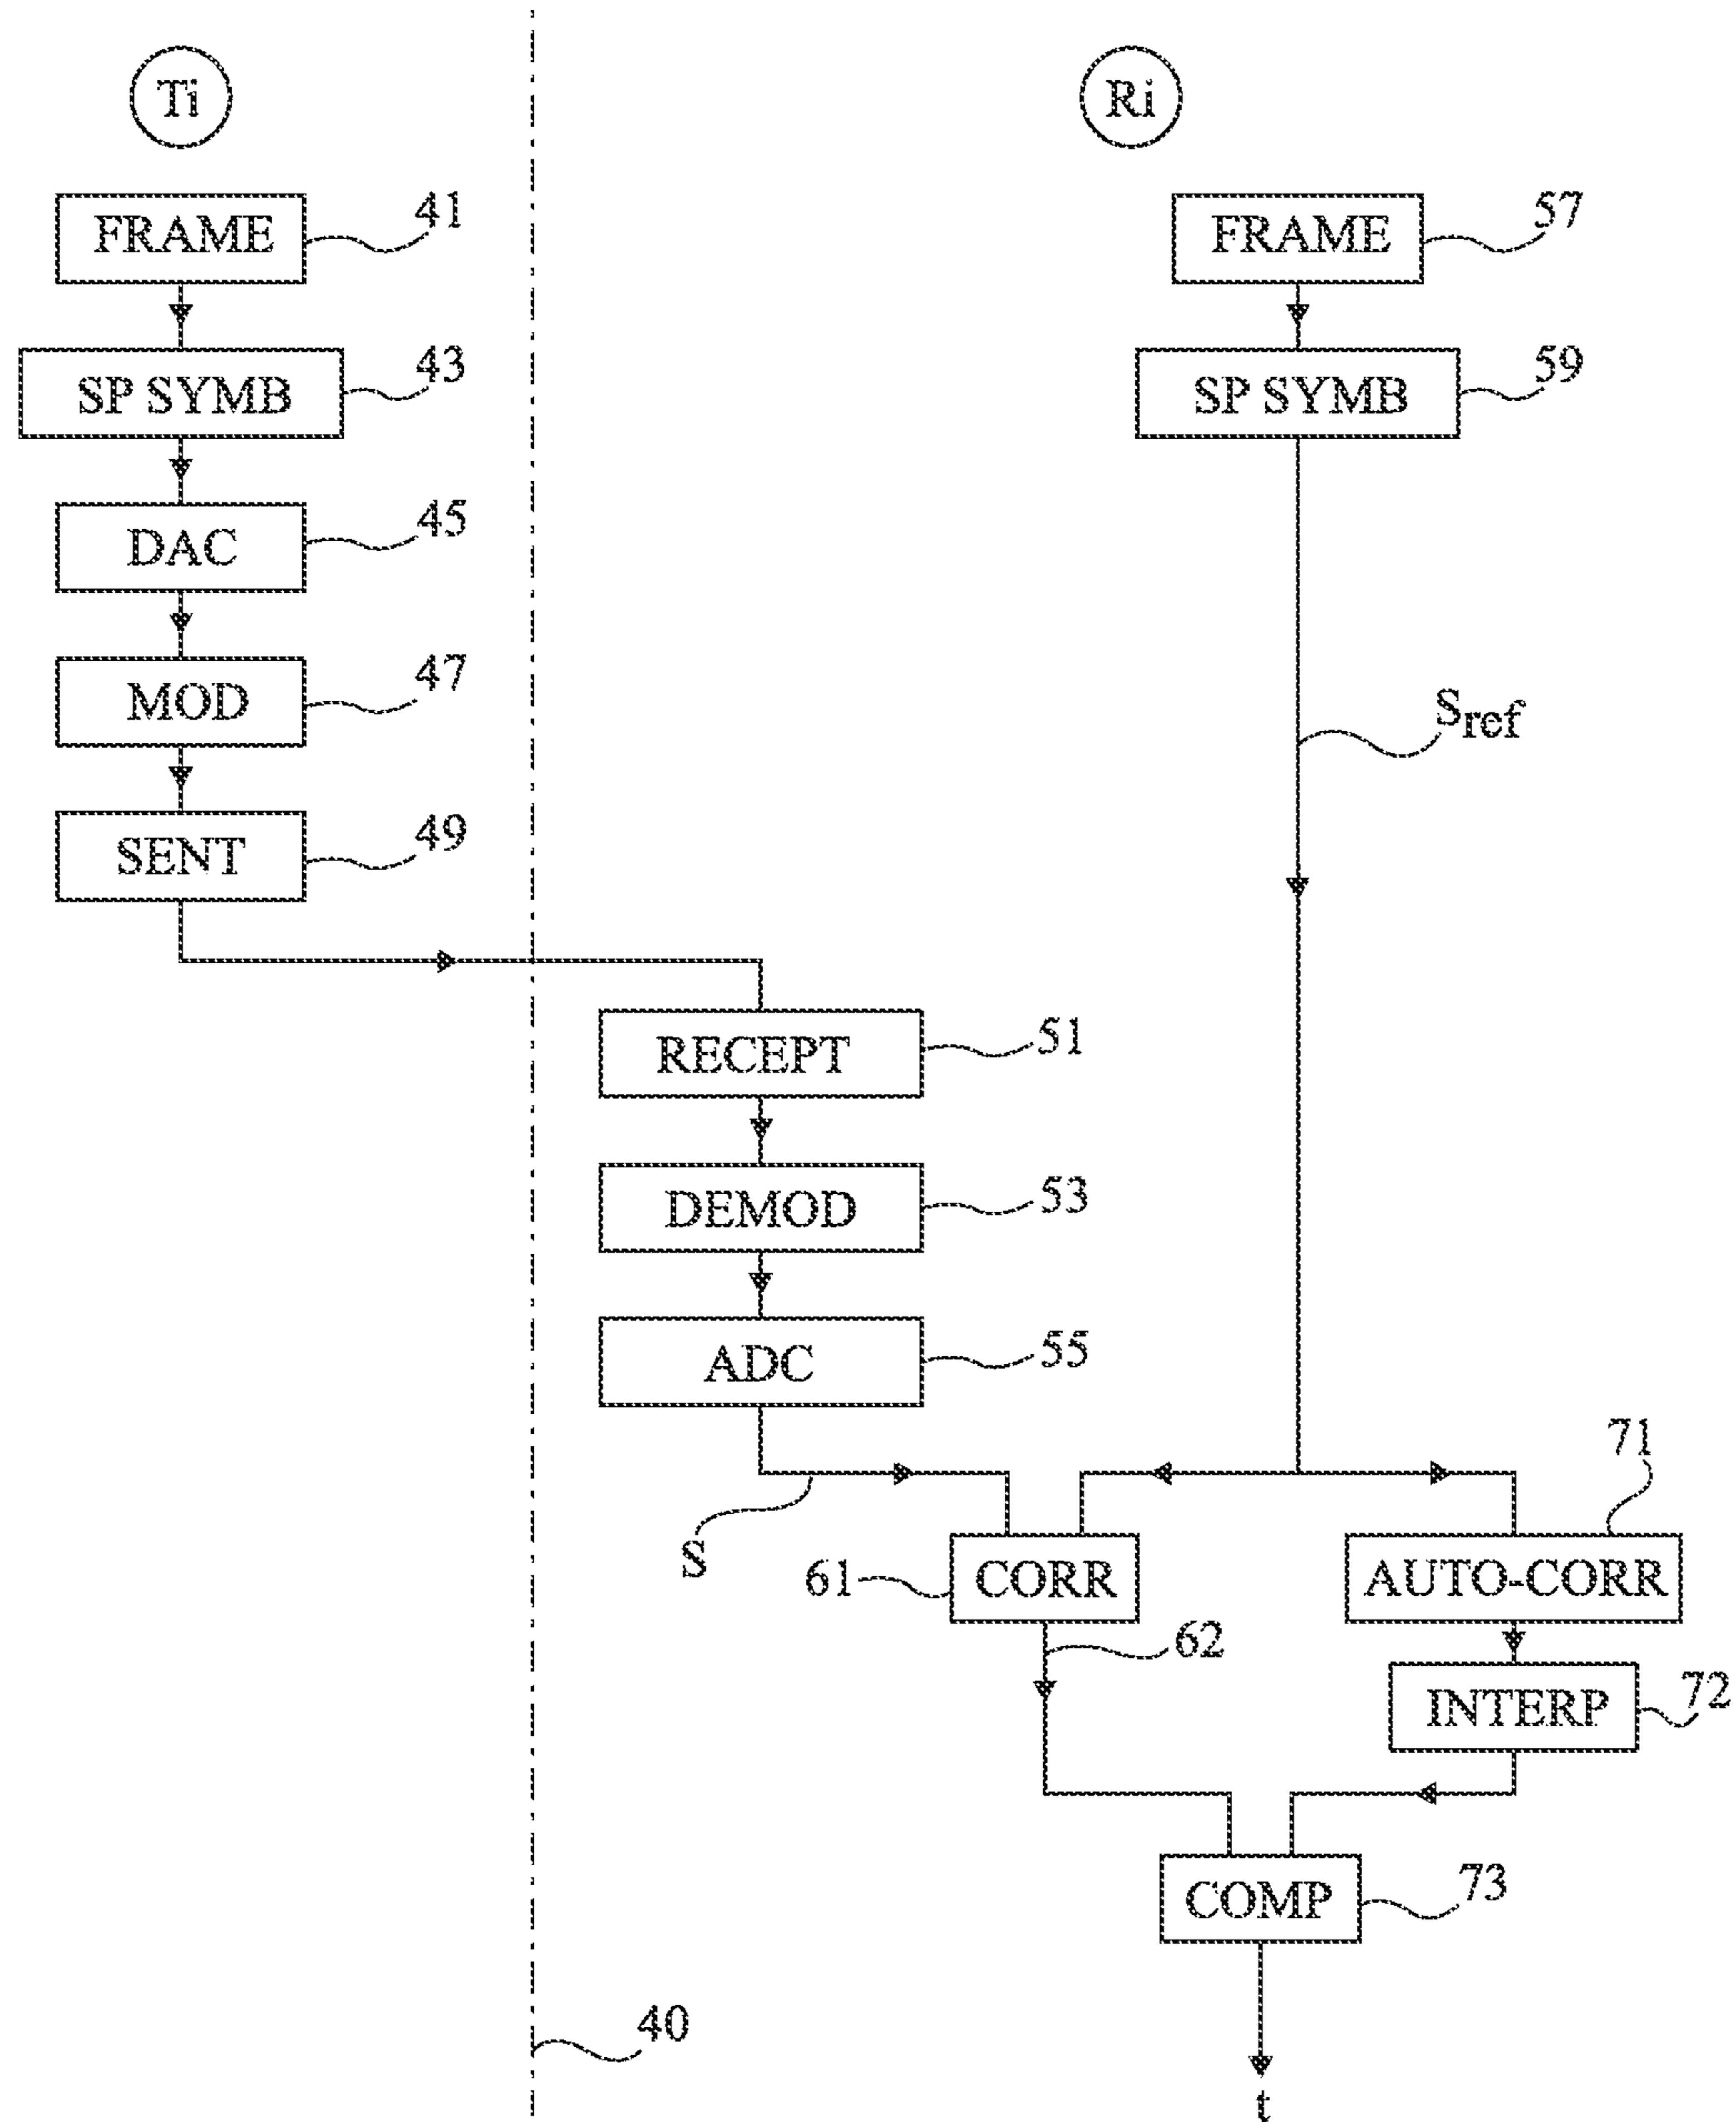 Ti
Ri
FRAME
41
FRAME
57
SP SYMB
43
SP SYMB
59
DAC
45
MOD
47
Sref
SENT
49
RECEPT
51
DEMOD
53
ADC
55
S
71
61
CORR
AUTO-CORR
62
INTERP
72
COMP
73
40
t